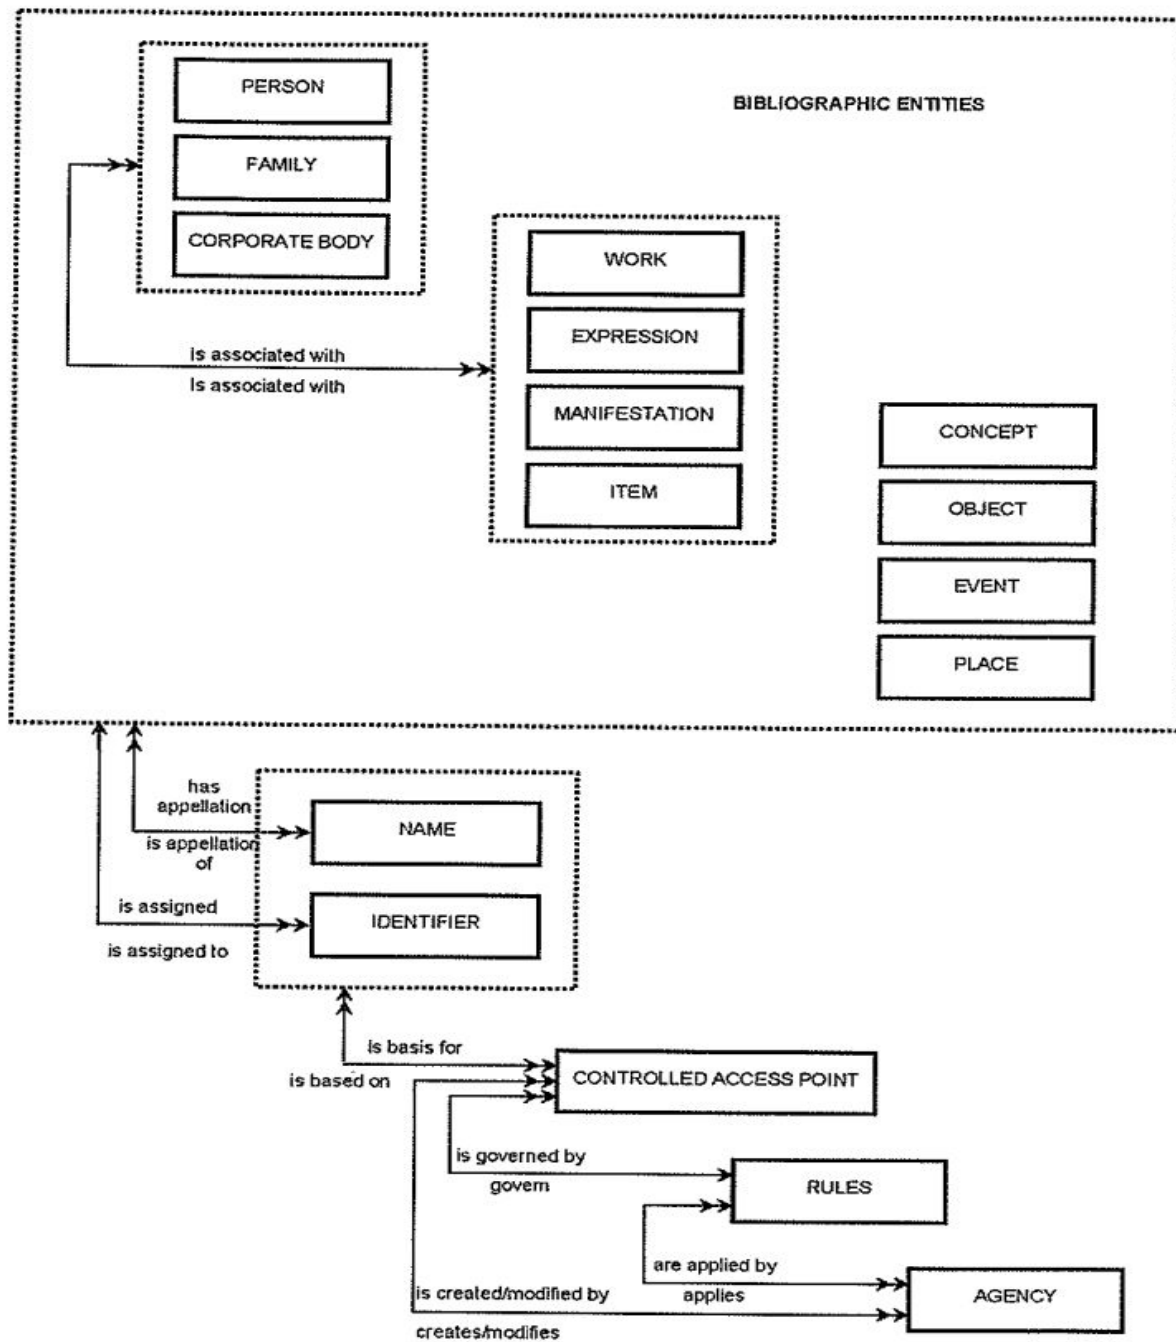 PERSON
BIBLIOGRAPHIC ENTITIES
FAMILY
CORPORATE BODY
WORK
EXPRESSION
is associated with
Is associated with
MANIFESTATION
ITEM
CONCEPT
OBJECT
EVENT
PLACE
has
appellation
is appellation
of
NAME
is assigned
is assigned to
IDENTIFIER
is basis for
is based on
CONTROLLED ACCESS POINT
is governed by
govern
RULES
are applied by
applies
is created/modified by
creates/modifies
AGENCY